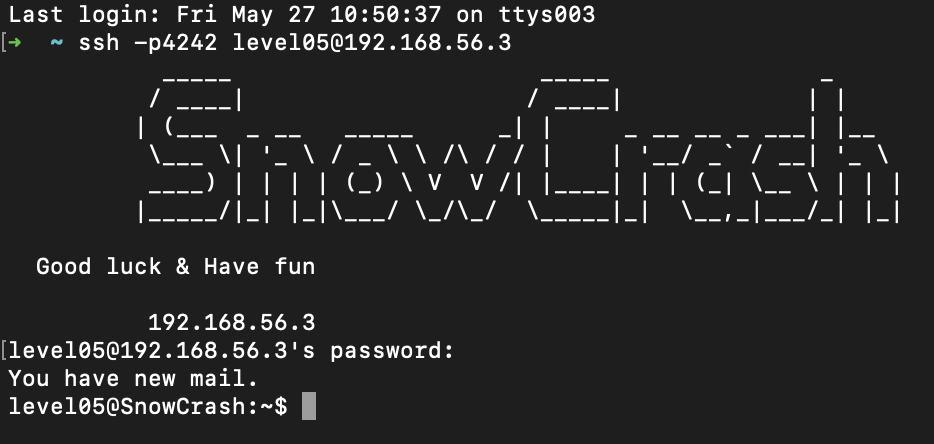 Last login: Fri May 27 10:50:37 on ttys003
[➜  ~ ssh -p4242 level05@192.168.56.3
SnowCrash
Good luck & Have fun
192.168.56.3
[level05@192.168.56.3's password:
You have new mail.
level05@SnowCrash:~$